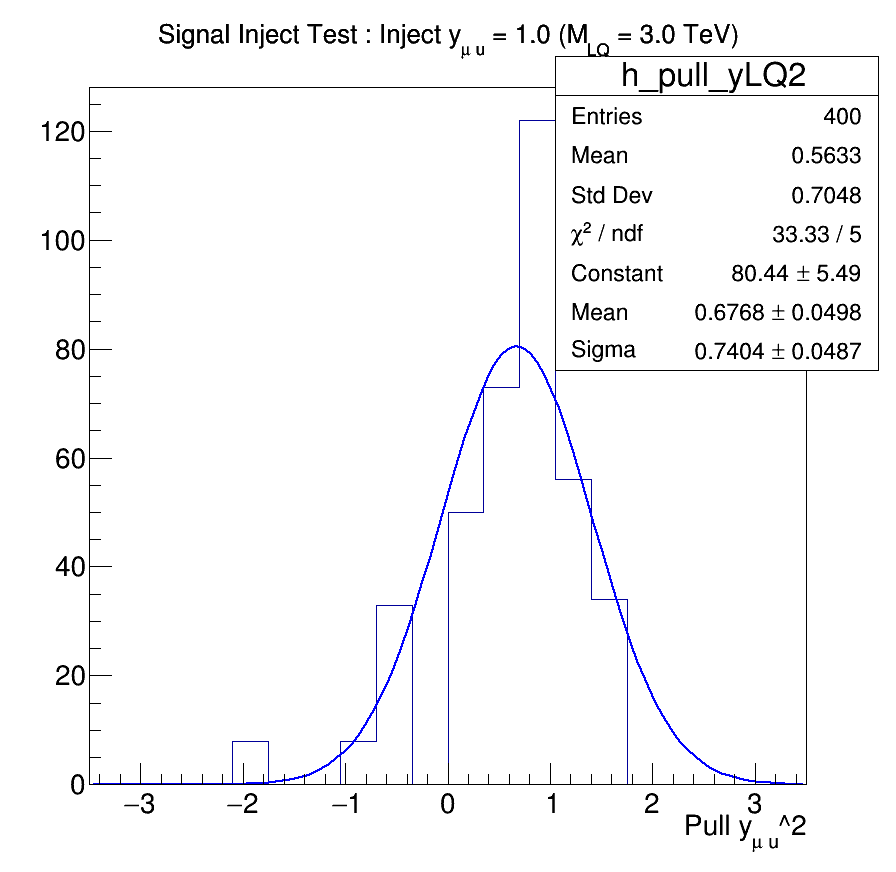 Signal Inject Test : Inject y_μ u = 1.0 (M_LQ = 3.0 TeV)
h_pull_yLQ2
Entries 400
Mean 0.5633
Std Dev 0.7048
χ² / ndf 33.33 / 5
Constant 80.44 ± 5.49
Mean 0.6768 ± 0.0498
Sigma 0.7404 ± 0.0487
120
100
80
60
40
20
0
−3 −2 −1 0 1 2 3
Pull y_μ u^2